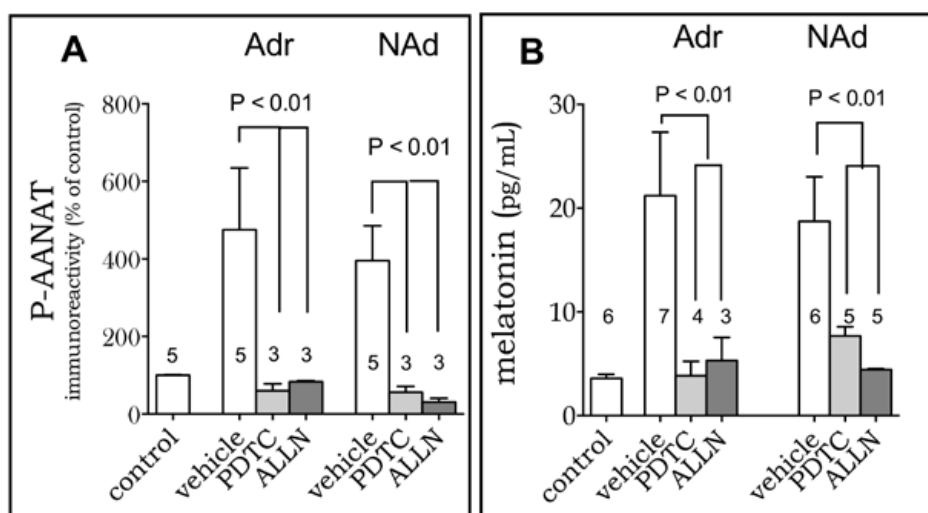 A
Adr
NAd
P < 0.01
P < 0.01
P-AANAT
immunoreactivity (% of control)
800
600
400
200
0
5
5
3
3
5
3
3
control
vehicle
PDTC
ALLN
vehicle
PDTC
ALLN
B
Adr
NAd
P < 0.01
P < 0.01
melatonin (pg/mL)
30
20
10
0
6
7
4
3
6
5
5
control
vehicle
PDTC
ALLN
vehicle
PDTC
ALLN